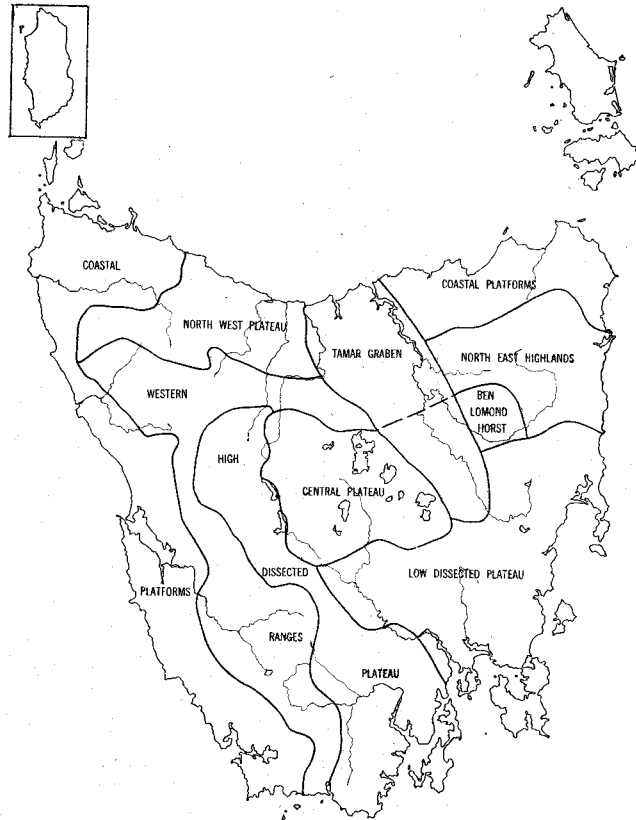 COASTAL
COASTAL PLATFORMS
NORTH WEST PLATEAU
TAMAR GRABEN
NORTH EAST HIGHLANDS
WESTERN
BEN
LOMOND
HORST
HIGH
CENTRAL PLATEAU
DISSECTED
LOW DISSECTED PLATEAU
PLATFORMS
RANGES
PLATEAU